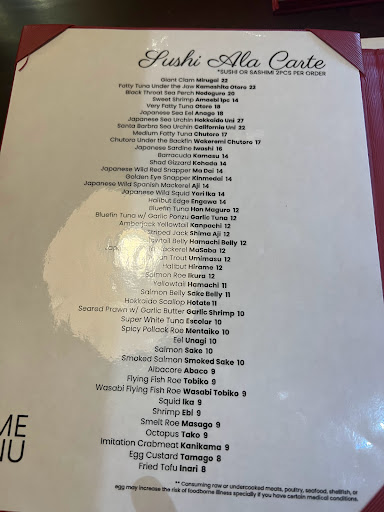 Sushi Ala Carte
*SUSHI OR SASHIMI 2PCS PER ORDER
Giant Clam Mirugai 22
Fatty Tuna Under the Jaw Kamashita Otoro 22
Black Throat Sea Perch Nodoguro 20
Sweet Shrimp Amaebi 1pc 14
Very Fatty Tuna Otoro 18
Japanese Sea Eel Anago 18
Japanese Sea Urchin Hokkaido Uni 27
Santa Barbra Sea Urchin California Uni 22
Medium Fatty Tuna Chutoro 17
Chutoro Under the Backfin Wakaremi Chutoro 17
Japanese Sardine Iwashi 16
Barracuda Kamasu 14
Shad Gizzard Kohada 14
Japanese Wild Red Snapper Ma Dai 14
Golden Eye Snapper Kinmedai 14
Japanese Wild Spanish Mackerel Aji 14
Japanese Wild Squid Yari Ika 14
Halibut Edge Engawa 14
Bluefin Tuna Hon Maguro 12
Bluefin Tuna w/ Garlic Ponzu Garlic Tuna 12
Amberjack Yellowtail Kanpachi 12
Striped Jack Shima Aji 12
Belly Hamachi Belly 12
MaSaba 12
Trout Umimasu 12
Halibut Hirame 12
Salmon Roe Ikura 12
Yellowtail Hamachi 11
Salmon Belly Sake Belly 11
Hokkaido Scallop Hotate 11
Seared Prawn w/ Garlic Butter Garlic Shrimp 10
Super White Tuna Escolar 10
Spicy Pollack Roe Mentaiko 10
Eel Unagi 10
Salmon Sake 10
Smoked Salmon Smoked Sake 10
Albacore Abaco 9
Flying Fish Roe Tobiko 9
Wasabi Flying Fish Roe Wasabi Tobiko 9
Squid Ika 9
Shrimp Ebi 9
Smelt Roe Masago 9
Octopus Tako 9
Imitation Crabmeat Kanikama 9
Egg Custard Tamago 8
Fried Tofu Inari 8
ME
NU
** Consuming raw or undercooked meats, poultry, seafood, shellfish, or
egg may increase the risk of foodborne illness specially if you have certain medical conditions.